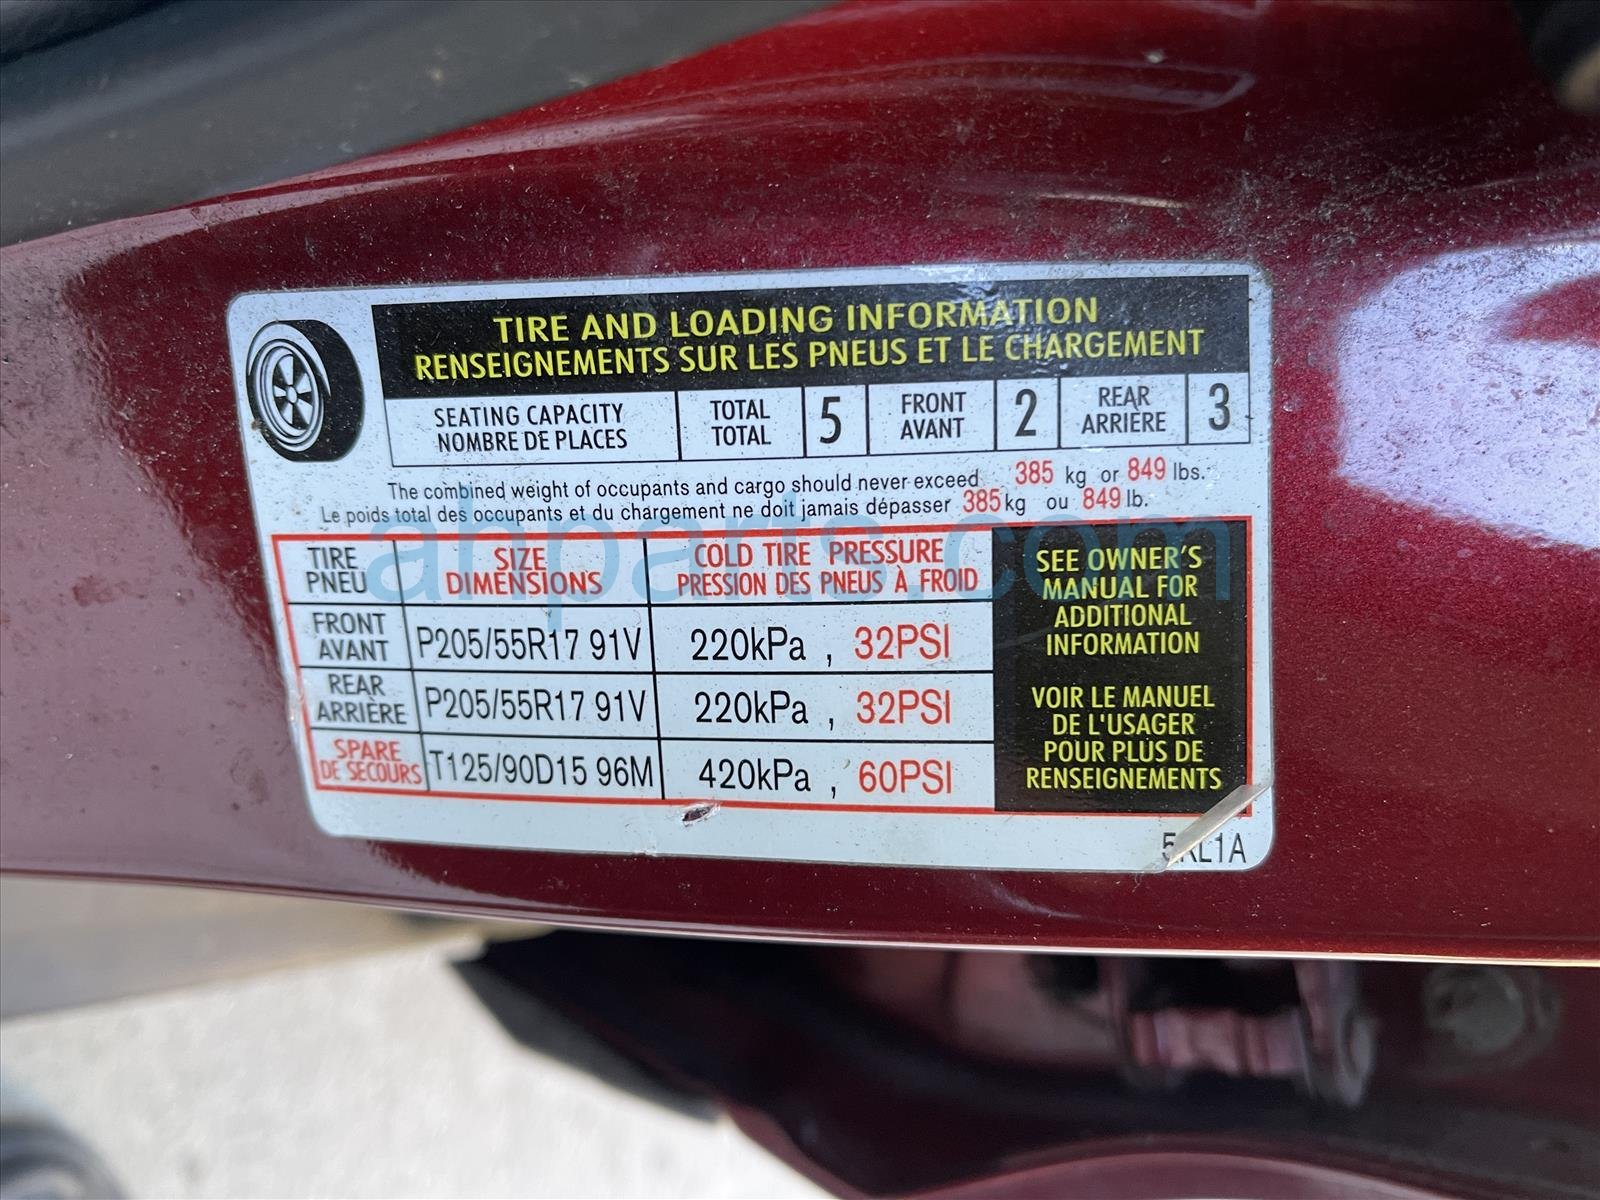 TIRE AND LOADING INFORMATION
RENSEIGNEMENTS SUR LES PNEUS ET LE CHARGEMENT
SEATING CAPACITY
NOMBRE DE PLACES
TOTAL
TOTAL
5
FRONT
AVANT
2
REAR
ARRIÈRE
3
The combined weight of occupants and cargo should never exceed 385 kg or 849 lbs.
Le poids total des occupants et du chargement ne doit jamais dépasser 385 kg ou 849 lb.
TIRE
PNEU
SIZE
DIMENSIONS
COLD TIRE PRESSURE
PRESSION DES PNEUS À FROID
FRONT
AVANT
P205/55R17 91V
220kPa , 32PSI
REAR
ARRIÈRE
P205/55R17 91V
220kPa , 32PSI
SPARE
DE SECOURS
T125/90D15 96M
420kPa , 60PSI
SEE OWNER'S
MANUAL FOR
ADDITIONAL
INFORMATION
VOIR LE MANUEL
DE L'USAGER
POUR PLUS DE
RENSEIGNEMENTS
ahparts.com